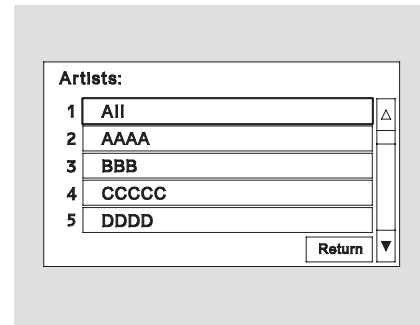 Artists:
1 All
2 AAAA
3 BBB
4 CCCCC
5 DDDD
Return